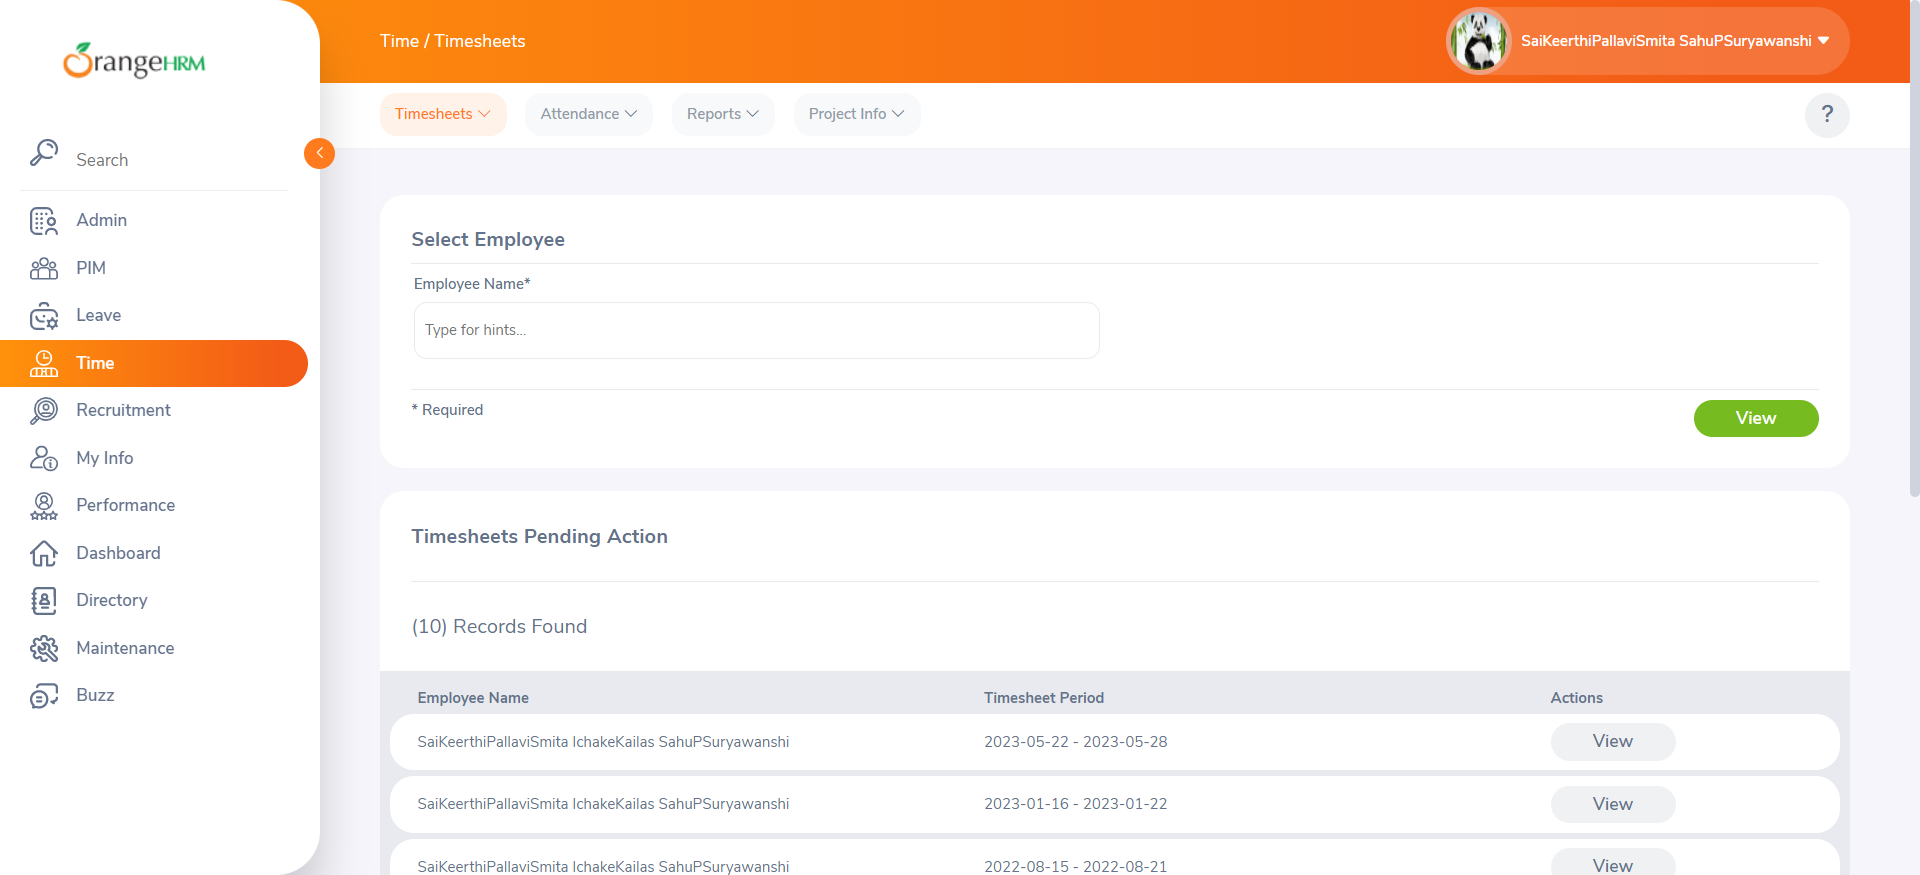 OrangeHRM
Time / Timesheets
SaiKeerthiPallaviSmita SahuPSuryawanshi
Timesheets
Attendance
Reports
Project Info
?
Search
Admin
PIM
Leave
Time
Recruitment
My Info
Performance
Dashboard
Directory
Maintenance
Buzz
Select Employee
Employee Name*
Type for hints...
* Required
View
Timesheets Pending Action
(10) Records Found
Employee Name Timesheet Period Actions
SaiKeerthiPallaviSmita IchakeKailas SahuPSuryawanshi 2023-05-22 - 2023-05-28 View
SaiKeerthiPallaviSmita IchakeKailas SahuPSuryawanshi 2023-01-16 - 2023-01-22 View
SaiKeerthiPallaviSmita IchakeKailas SahuPSuryawanshi 2022-08-15 - 2022-08-21 View